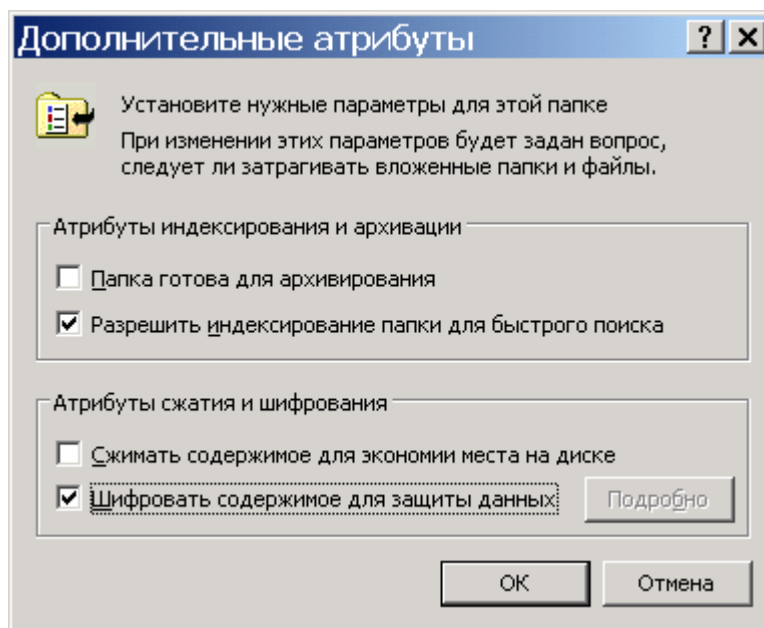 Дополнительные атрибуты
Установите нужные параметры для этой папке
При изменении этих параметров будет задан вопрос,
следует ли затрагивать вложенные папки и файлы.
Атрибуты индексирования и архивации
Папка готова для архивирования
Разрешить индексирование папки для быстрого поиска
Атрибуты сжатия и шифрования
Сжимать содержимое для экономии места на диске
Шифровать содержимое для защиты данных
Подробно
ОК
Отмена